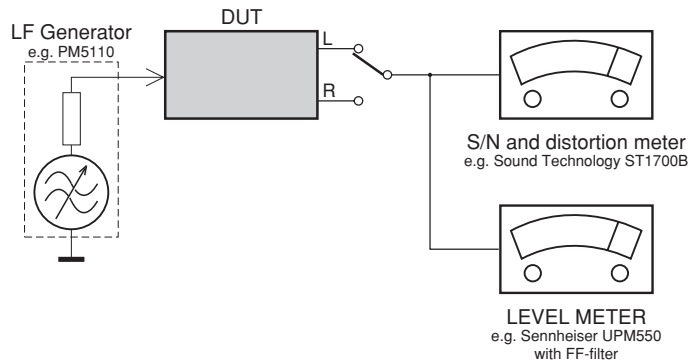 DUT
LF Generator
e.g. PM5110
L
R
S/N and distortion meter
e.g. Sound Technology ST1700B
LEVEL METER
e.g. Sennheiser UPM550
with FF-filter